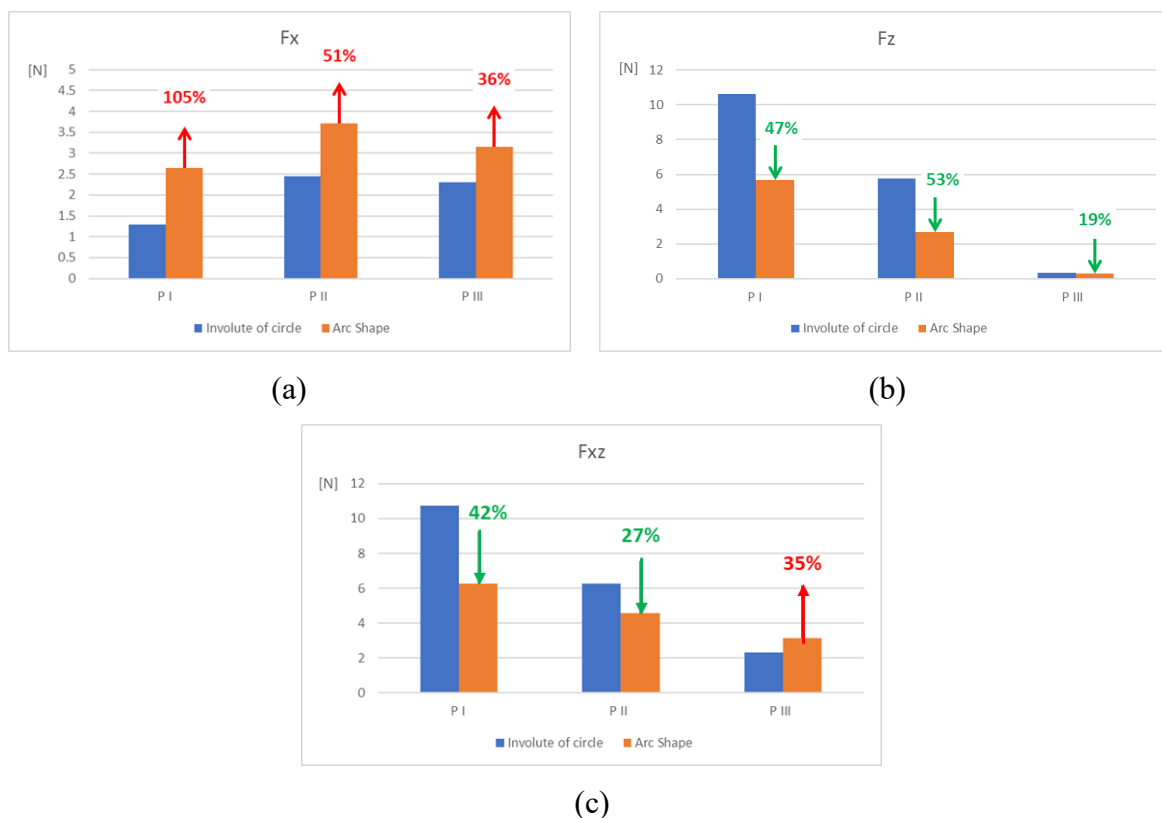 Fx
[N]
5
4.5
4
3.5
3
2.5
2
1.5
1
0.5
0
105%
51%
36%
P I
P II
P III
Involute of circle
Arc Shape
(a)
Fz
[N]
12
10
8
6
4
2
0
47%
53%
19%
P I
P II
P III
Involute of circle
Arc Shape
(b)
Fxz
[N]
12
10
8
6
4
2
0
42%
27%
35%
P I
P II
P III
Involute of circle
Arc Shape
(c)